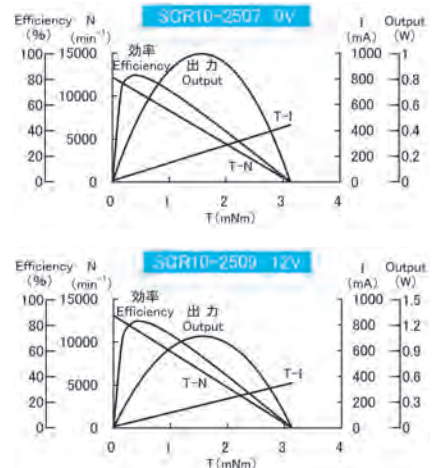 SCR10-2507 9V
Efficiency N I Output
(%) (min⁻¹) (mA) (W)
100 15000 1000 1
80 800 0.8
60 10000 600 0.6
40 5000 400 0.4
20 200 0.2
0 0 0 0
効率
Efficiency
出力
Output
T-I
T-N
0 1 2 3 4
T(mNm)
SCR10-2509 12V
Efficiency N I Output
(%) (min⁻¹) (mA) (W)
100 15000 1000 1.5
80 800 1.2
60 10000 600 0.9
40 5000 400 0.6
20 200 0.3
0 0 0 0
効率
Efficiency
出力
Output
T-I
T-N
0 1 2 3 4
T(mNm)